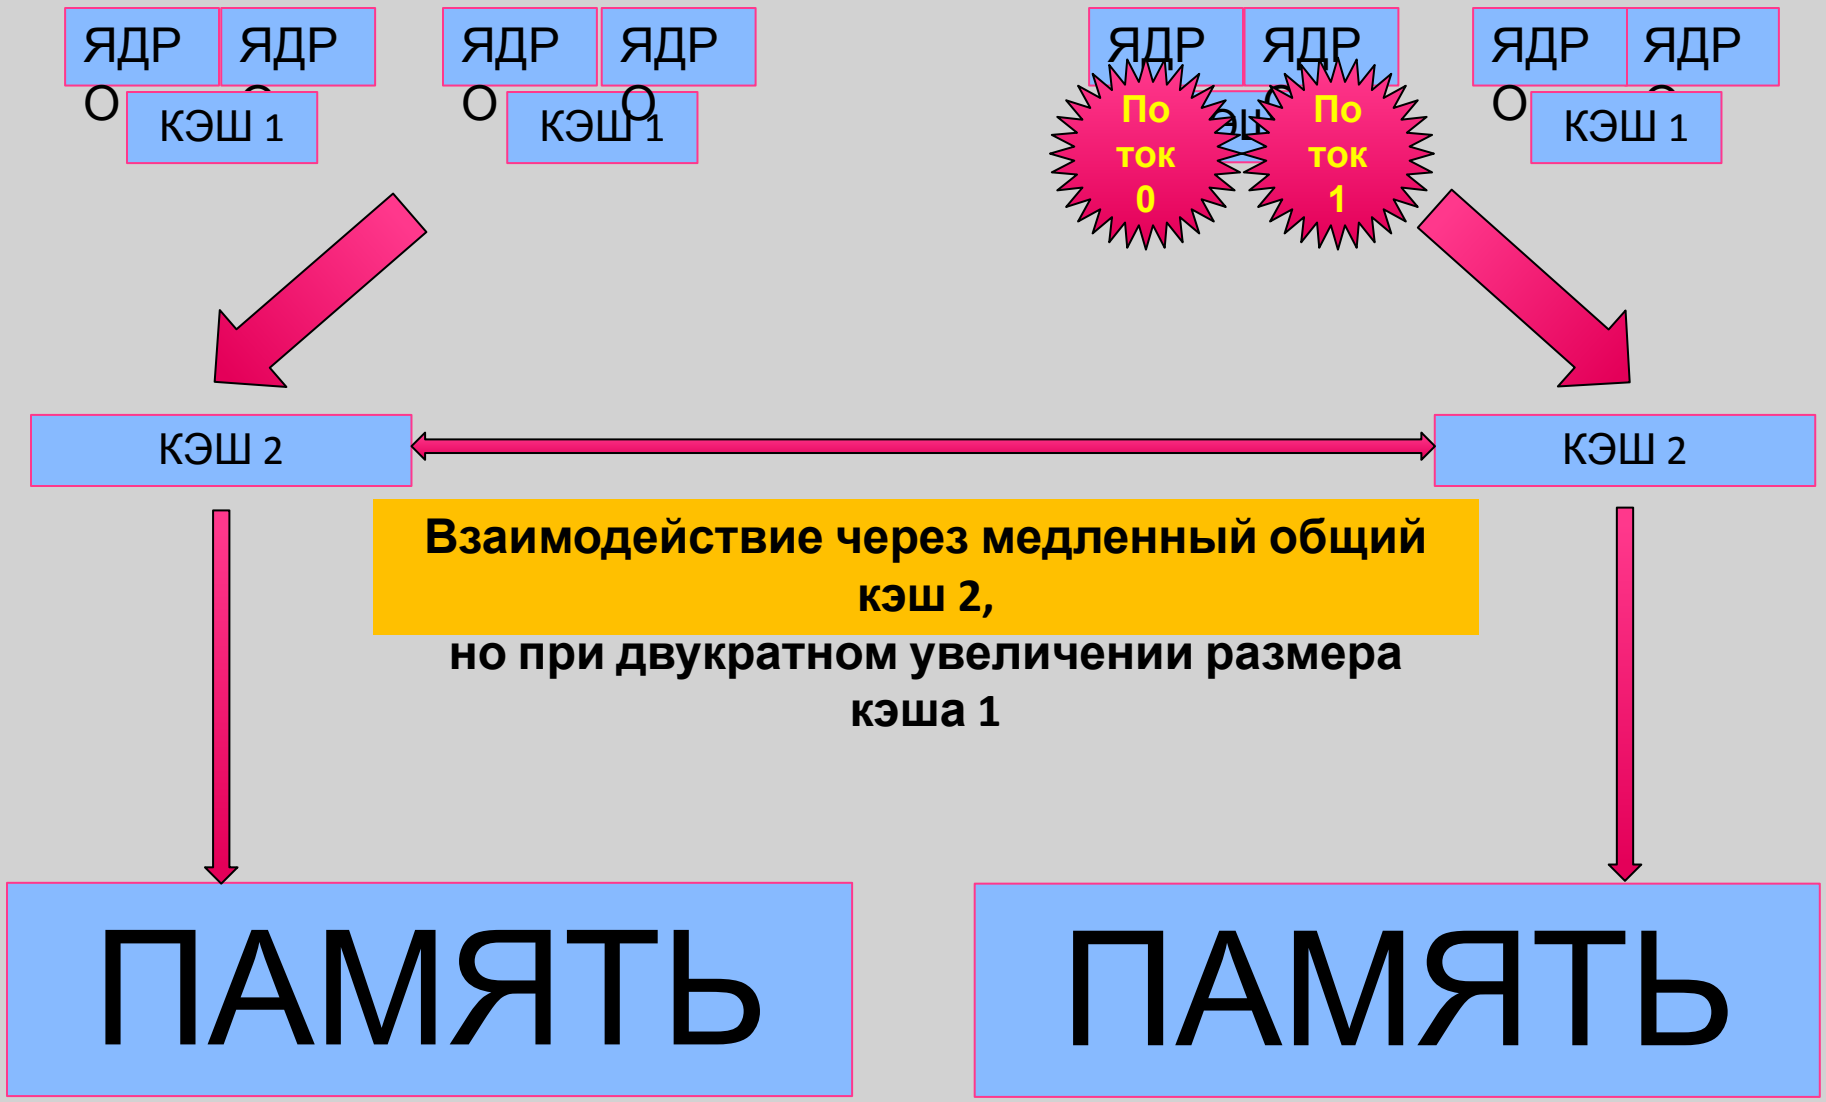 ЯДР
О
ЯДР
О
ЯДР
О
ЯДР
О
ЯДР
ЯДР
О
ЯДР
О
ЯДР
О
КЭШ 1
КЭШ 1
КЭШ 1
По
ток
0
По
ток
1
КЭШ 2
КЭШ 2
Взаимодействие через медленный общий
кэш 2,
но при двукратном увеличении размера
кэша 1
ПАМЯТЬ
ПАМЯТЬ